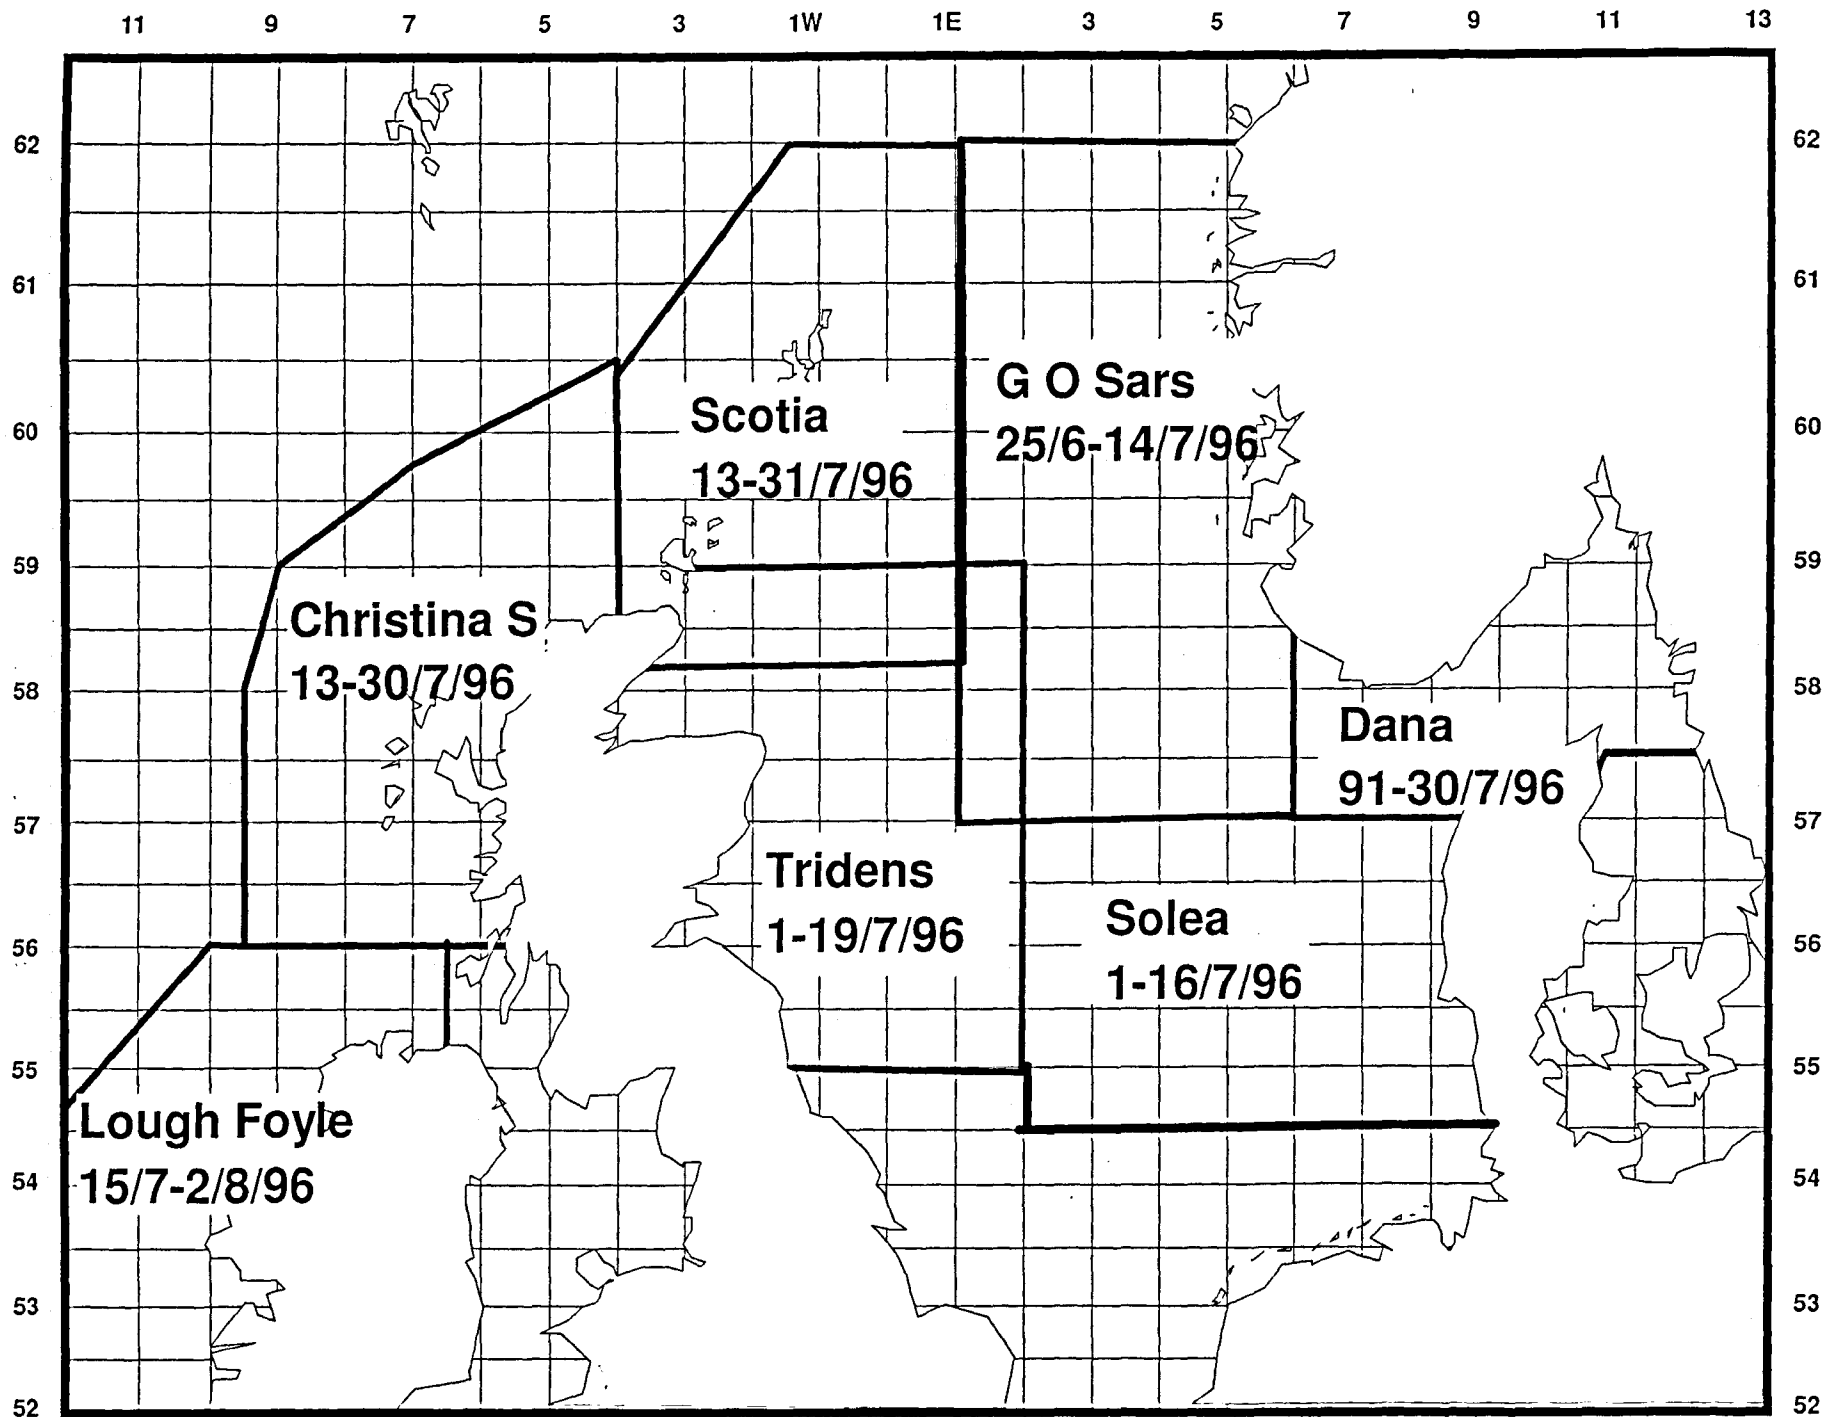 11 9 7 5 3 1W 1E 3 5 7 9 11 13
62 62
61 61
G O Sars
Scotia
60 60
25/6-14/7/96
13-31/7/96
59 59
Christina S
13-30/7/96
58 58
Dana
91-30/7/96
57 57
Tridens
Solea
1-19/7/96
56 56
1-16/7/96
55 55
Lough Foyle
15/7-2/8/96
54 54
53 53
52 52